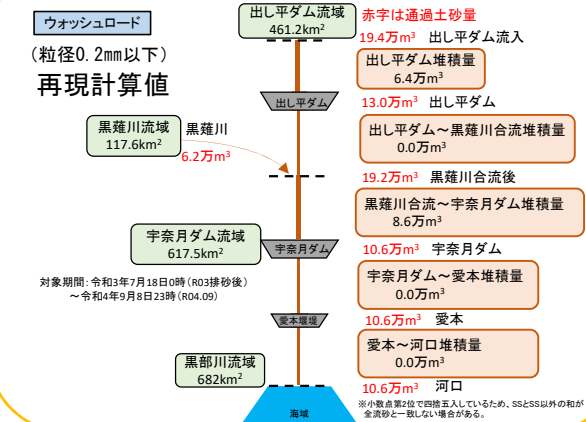 ウォッシュロード
(粒径0.2mm以下)
再現計算値
出し平ダム流域
461.2km²
赤字は通過土砂量
19.4万m³ 出し平ダム流入
出し平ダム堆積量
6.4万m³
出し平ダム
13.0万m³ 出し平ダム
黒薙川流域
117.6km²
黒薙川
6.2万m³
出し平ダム～黒薙川合流堆積量
0.0万m³
19.2万m³ 黒薙川合流後
黒薙川合流～宇奈月ダム堆積量
8.6万m³
宇奈月ダム流域
617.5km²
宇奈月ダム
10.6万m³ 宇奈月ダム
対象期間:令和3年7月18日0時(R03排砂後)
～令和4年9月8日23時(R04.09)
宇奈月ダム～愛本堆積量
0.0万m³
愛本堰堤
10.6万m³ 愛本
愛本～河口堆積量
0.0万m³
黒部川流域
682km²
10.6万m³ 河口
海域
※小数点第2位で四捨五入しているため、SSとSS以外の和が
全流砂と一致しない場合がある。